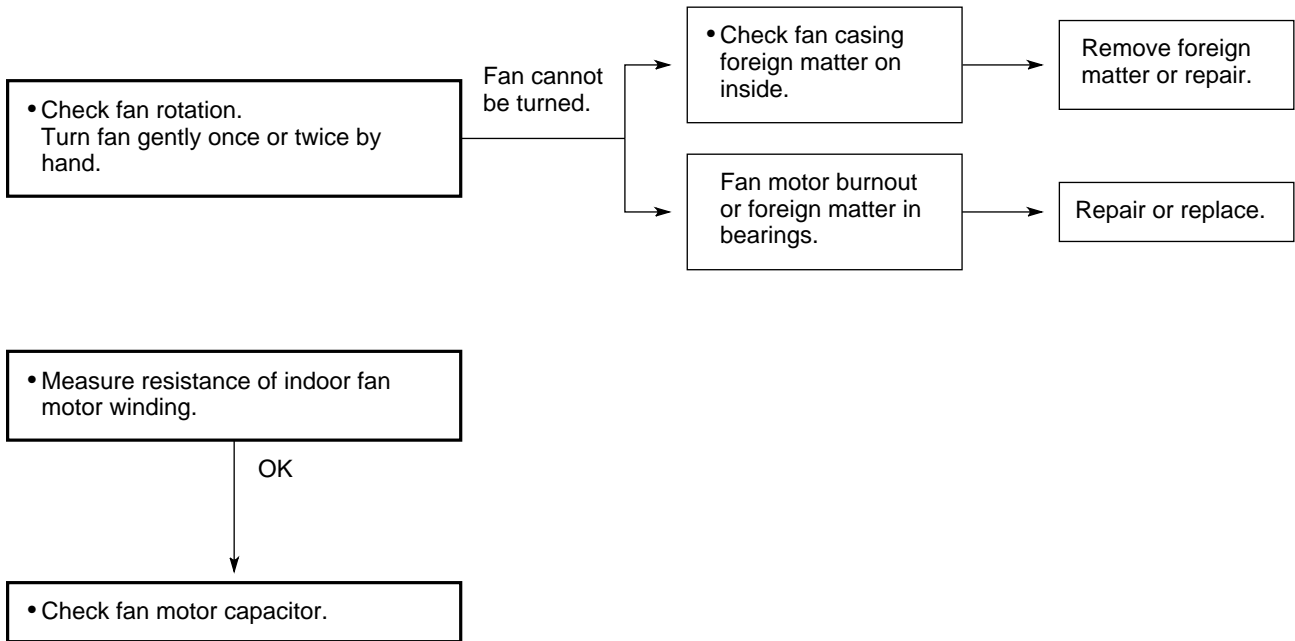 • Check fan rotation.
Turn fan gently once or twice by
hand.
Fan cannot
be turned.
• Check fan casing
foreign matter on
inside.
Remove foreign
matter or repair.
Fan motor burnout
or foreign matter in
bearings.
Repair or replace.
• Measure resistance of indoor fan
motor winding.
OK
• Check fan motor capacitor.